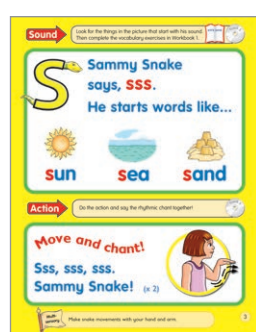 Sound
Look for the things in the picture that start with his sound.
Then complete the vocabulary exercises in Workbook 1.
Sammy Snake
says, sss.
He starts words like...
sun
sea
sand
Action
Do the action and say the rhythmic chant together!
Move and chant!
Sss, sss, sss.
Sammy Snake! (x 2)
Multi-
sensory
Make snake movements with your hand and arm.
3